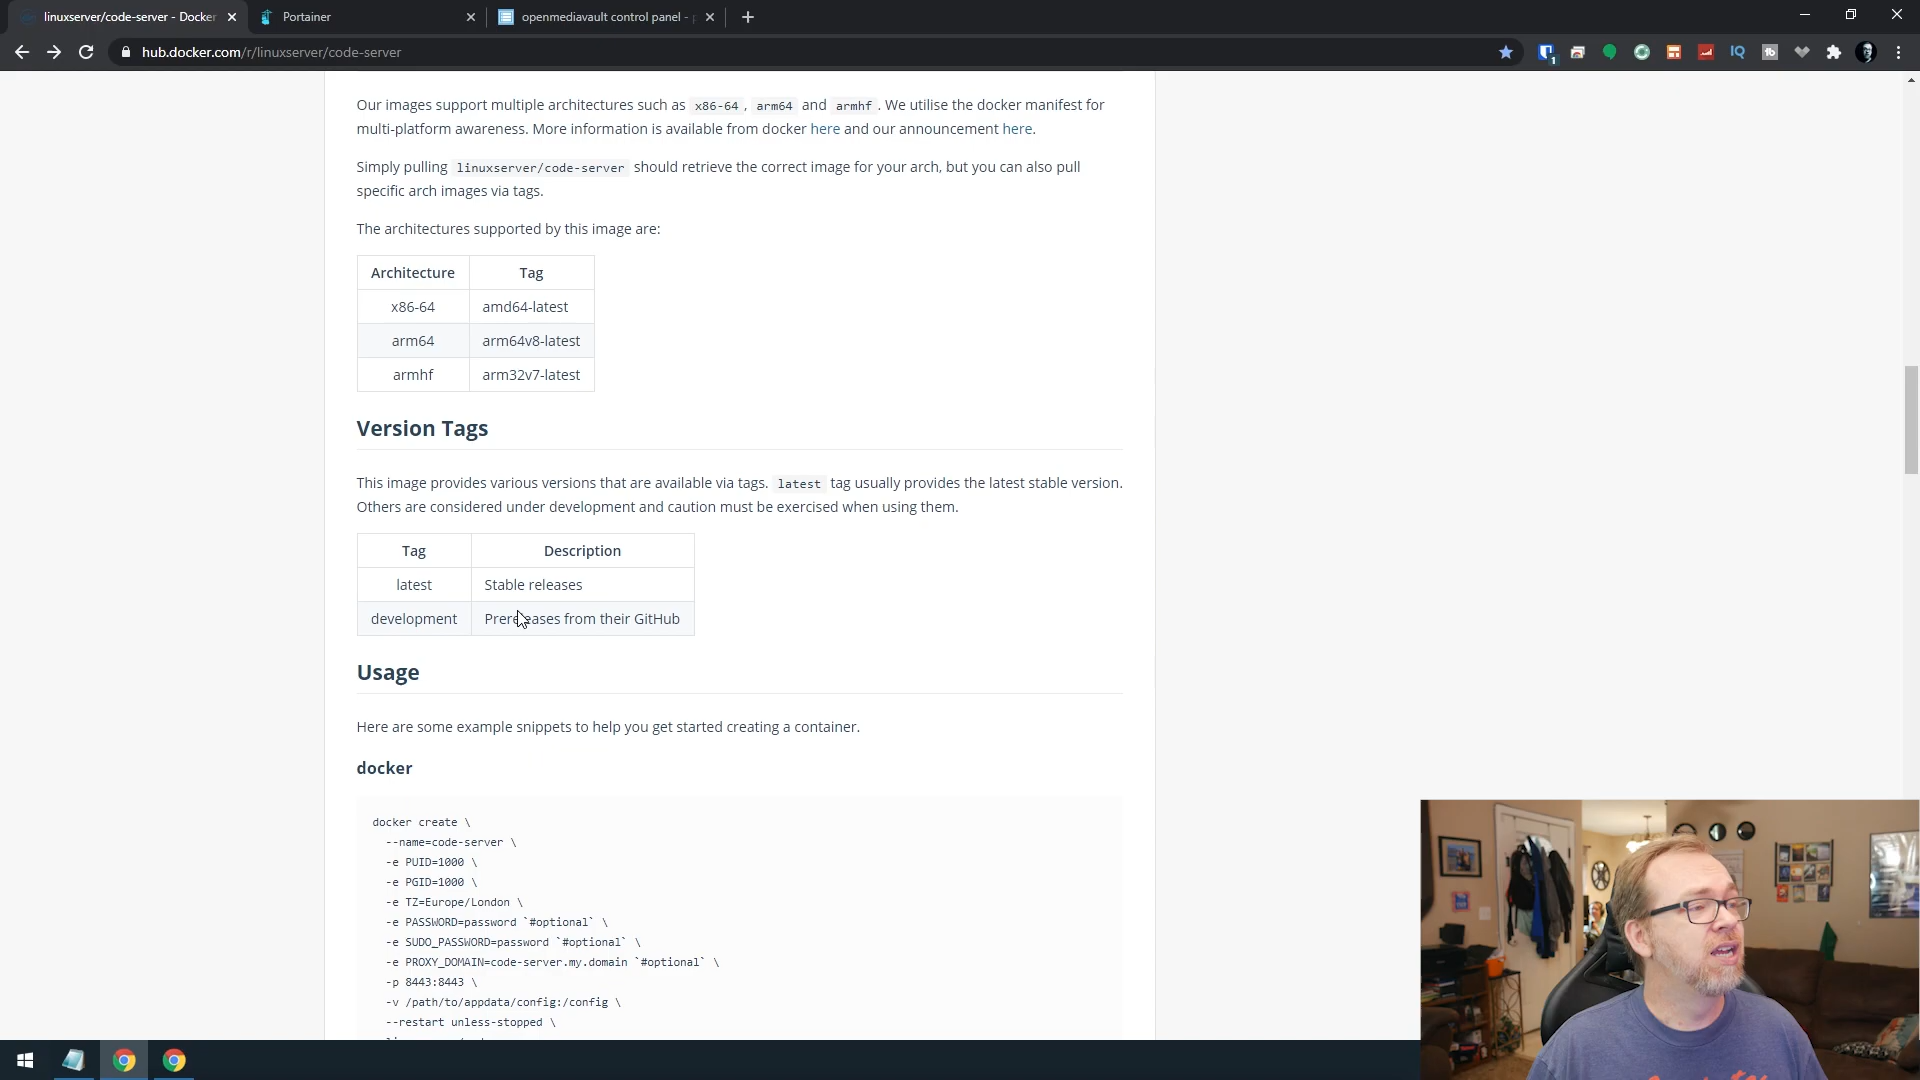 linuxserver/code-server - Docker
Portainer
openmediavault control panel - p
hub.docker.com/r/linuxserver/code-server
Our images support multiple architectures such as x86-64 , arm64 and armhf . We utilise the docker manifest for
multi-platform awareness. More information is available from docker here and our announcement here.
Simply pulling linuxserver/code-server should retrieve the correct image for your arch, but you can also pull
specific arch images via tags.
The architectures supported by this image are:
Architecture Tag
x86-64 amd64-latest
arm64 arm64v8-latest
armhf arm32v7-latest
Version Tags
This image provides various versions that are available via tags. latest tag usually provides the latest stable version.
Others are considered under development and caution must be exercised when using them.
Tag Description
latest Stable releases
development Prereleases from their GitHub
Usage
Here are some example snippets to help you get started creating a container.
docker
docker create \
--name=code-server \
-e PUID=1000 \
-e PGID=1000 \
-e TZ=Europe/London \
-e PASSWORD=password `#optional` \
-e SUDO_PASSWORD=password `#optional` \
-e PROXY_DOMAIN=code-server.my.domain `#optional` \
-p 8443:8443 \
-v /path/to/appdata/config:/config \
--restart unless-stopped \